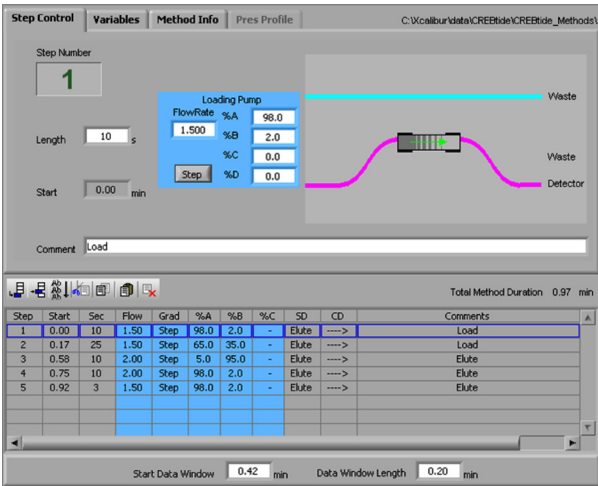 Step Control Variables Method Info Pres Profile C:\Xcalibur\data\CREBtide\CREBtide_Methods\
Step Number
1
Loading Pump
FlowRate %A 98.0
1.500 %B 2.0
%C 0.0
Step %D 0.0
Length 10 s
Start 0.00 min
Waste
Waste
Detector
Comment Load
Total Method Duration 0.97 min
Step Start Sec Flow Grad %A %B %C SD CD Comments
1 0.00 10 1.50 Step 98.0 2.0 - Elute ----> Load
2 0.17 25 1.50 Step 65.0 35.0 - Elute ----> Load
3 0.58 10 2.00 Step 5.0 95.0 - Elute ----> Elute
4 0.75 10 2.00 Step 98.0 2.0 - Elute ----> Elute
5 0.92 3 1.50 Step 98.0 2.0 - Elute ----> Elute
Start Data Window 0.42 min Data Window Length 0.20 min